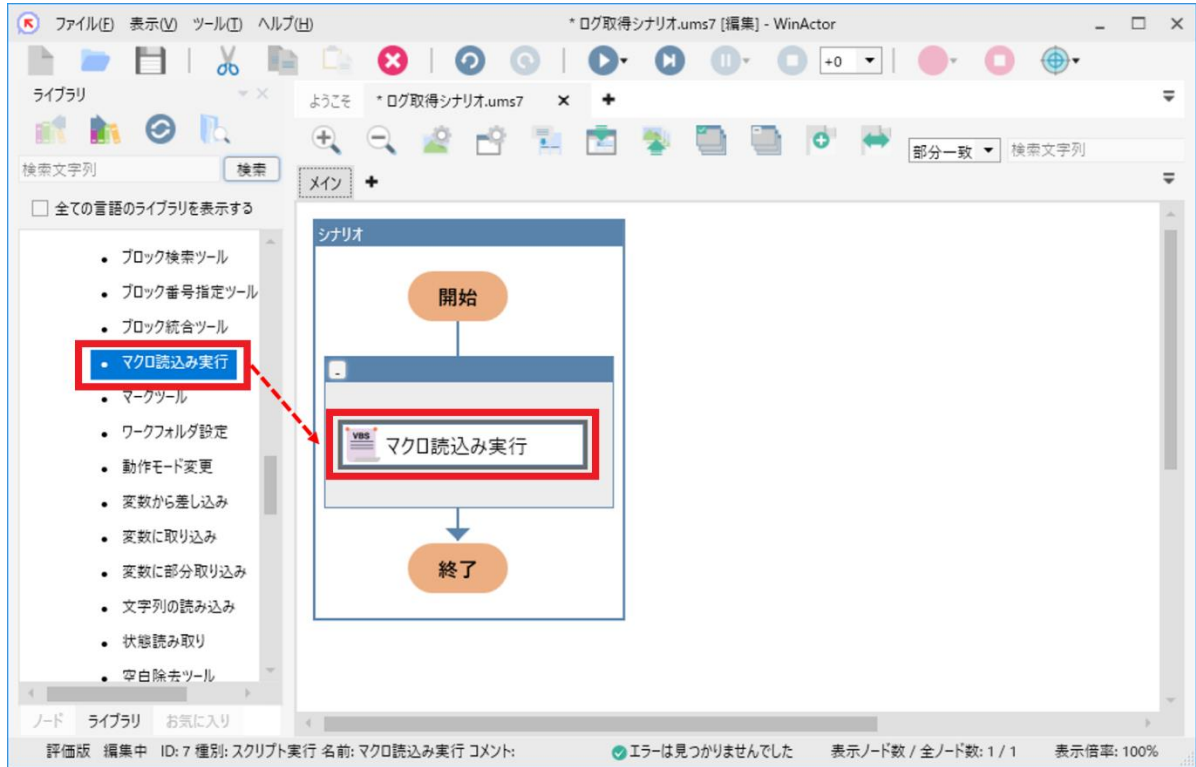 ファイル(F) 表示(V) ツール(T) ヘルプ(H)
* ログ取得シナリオ.ums7 [編集] - WinActor
+0
ライブラリ
ようこそ * ログ取得シナリオ.ums7
検索文字列 検索
部分一致 検索文字列
メイン
全ての言語のライブラリを表示する
シナリオ
ブロック検索ツール
ブロック番号指定ツール
ブロック統合ツール
マクロ読込み実行
マークツール
ワークフォルダ設定
動作モード変更
変数から差し込み
変数に取り込み
変数に部分取り込み
文字列の読み込み
状態読み取り
空白除去ツール
開始
VBS マクロ読込み実行
終了
ノード ライブラリ お気に入り
評価版 編集中 ID: 7 種別: スクリプト実行 名前: マクロ読込み実行 コメント: エラーは見つかりませんでした 表示ノード数 / 全ノード数: 1 / 1 表示倍率: 100%